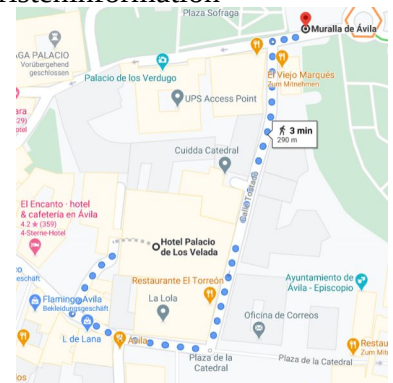 Plaza Sofraga
Muralla de Ávila
AGA PALACIO
Vorübergehend
geschlossen
Palacio de los Verdugo
El Viejo Marqués
Zum Mitnehmen
UPS Access Point
3 min
290 m
Cuidda Catedral
Calle Tostado
El Encanto - hotel
& cafetería en Ávila
4.2 ★ (359)
4-Sterne-Hotel
Hotel Palacio
de Los Velada
Restaurante El Torreón
Ayuntamiento de
Ávila - Episcopio
La Lola
Flamingo Avila
Bekleidungsgeschäft
Oficina de Correos
L de Lana
Ávila
Plaza de la
Catedral
Plaza de la Catedral
Zum M